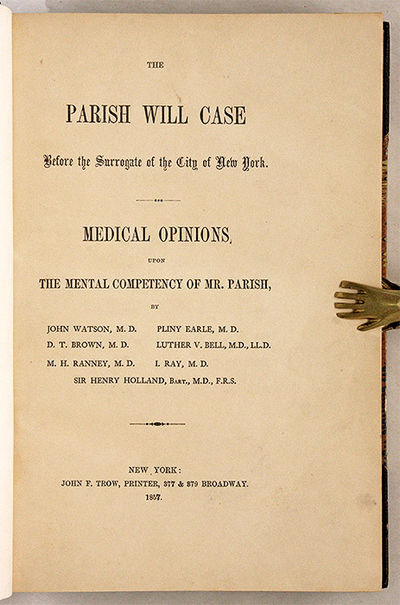 THE
PARISH WILL CASE
Before the Surrogate of the City of New York.
MEDICAL OPINIONS,
UPON
THE MENTAL COMPETENCY OF MR. PARISH,
BY
JOHN WATSON, M. D. PLINY EARLE, M. D.
D. T. BROWN, M. D. LUTHER V. BELL, M.D., LL.D.
M. H. RANNEY, M. D. I. RAY, M. D.
SIR HENRY HOLLAND, BART., M.D., F.R.S.
NEW YORK:
JOHN F. TROW, PRINTER, 377 & 379 BROADWAY.
1857.